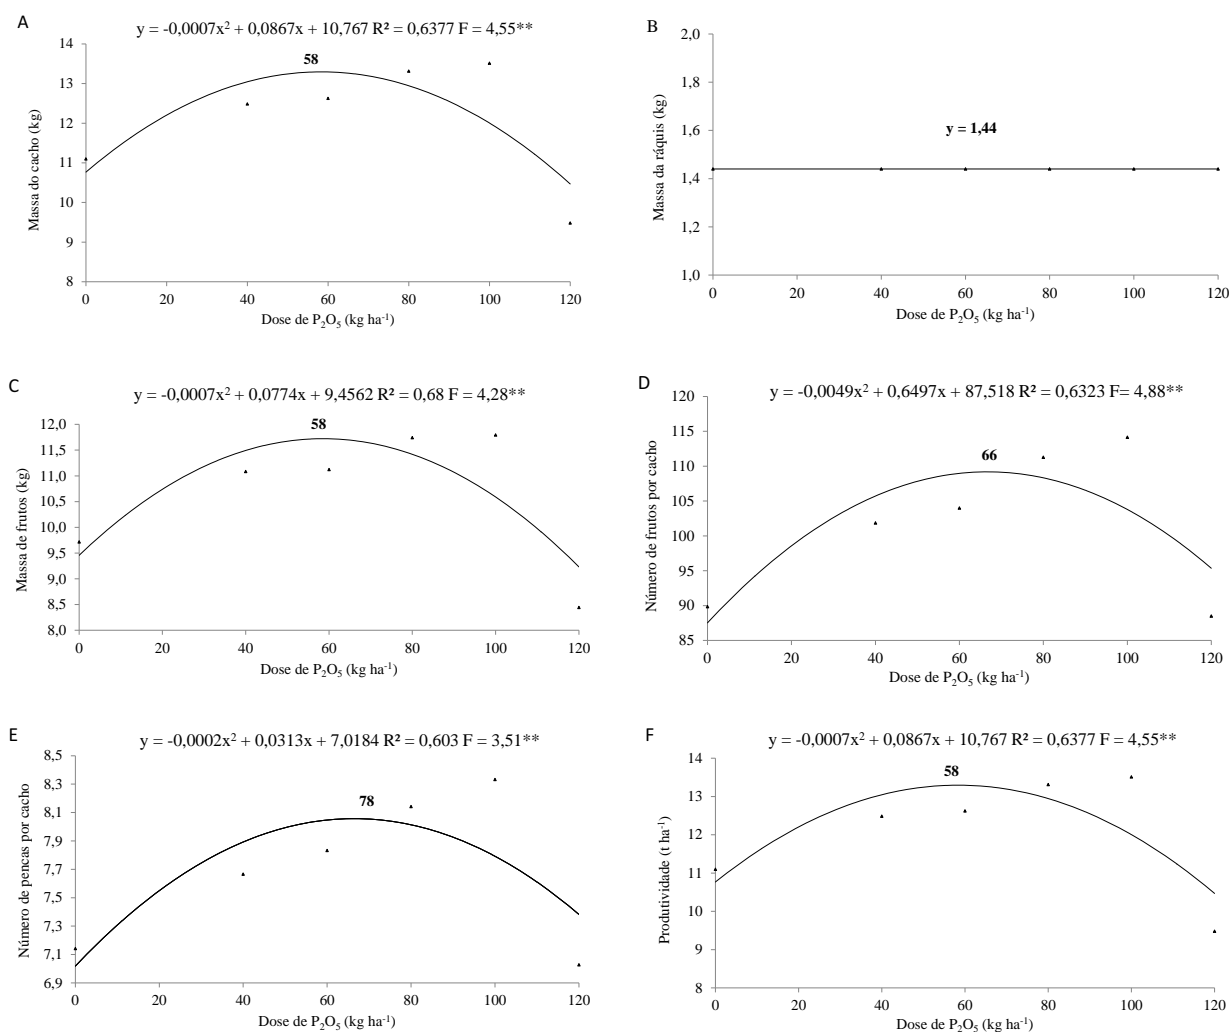 A
y = -0,0007x² + 0,0867x + 10,767 R² = 0,6377 F = 4,55**
58
Massa do cacho (kg)
14
13
12
11
10
9
8
0 20 40 60 80 100 120
Dose de P₂O₅ (kg ha⁻¹)
B
y = 1,44
Massa da ráquis (kg)
2,0
1,8
1,6
1,4
1,2
1,0
0 20 40 60 80 100 120
Dose de P₂O₅ (kg ha⁻¹)
C
y = -0,0007x² + 0,0774x + 9,4562 R² = 0,68 F = 4,28**
58
Massa de frutos (kg)
12,0
11,5
11,0
10,5
10,0
9,5
9,0
8,5
8,0
0 20 40 60 80 100 120
Dose de P₂O₅ (kg ha⁻¹)
D
y = -0,0049x² + 0,6497x + 87,518 R² = 0,6323 F= 4,88**
66
Número de frutos por cacho
120
115
110
105
100
95
90
85
0 20 40 60 80 100 120
Dose de P₂O₅ (kg ha⁻¹)
E
y = -0,0002x² + 0,0313x + 7,0184 R² = 0,603 F = 3,51**
78
Número de pencas por cacho
8,5
8,3
8,1
7,9
7,7
7,5
7,3
7,1
6,9
0 20 40 60 80 100 120
Dose de P₂O₅ (kg ha⁻¹)
F
y = -0,0007x² + 0,0867x + 10,767 R² = 0,6377 F = 4,55**
58
Produtividade (t ha⁻¹)
14
13
12
11
10
9
8
0 20 40 60 80 100 120
Dose de P₂O₅ (kg ha⁻¹)